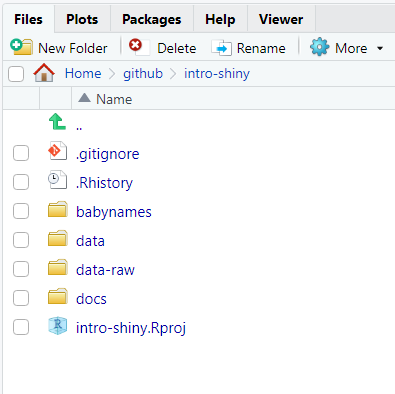 Files Plots Packages Help Viewer
New Folder Delete Rename More
Home github intro-shiny
Name
..
.gitignore
.Rhistory
babynames
data
data-raw
docs
R intro-shiny.Rproj